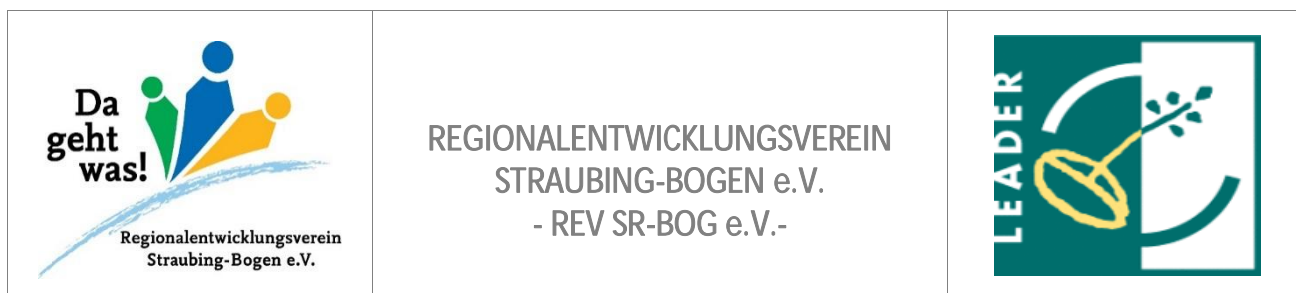 Da
geht
was!
Regionalentwicklungsverein
Straubing-Bogen e.V.
REGIONALENTWICKLUNGSVEREIN
STRAUBING-BOGEN e.V.
- REV SR-BOG e.V.-
LEADER